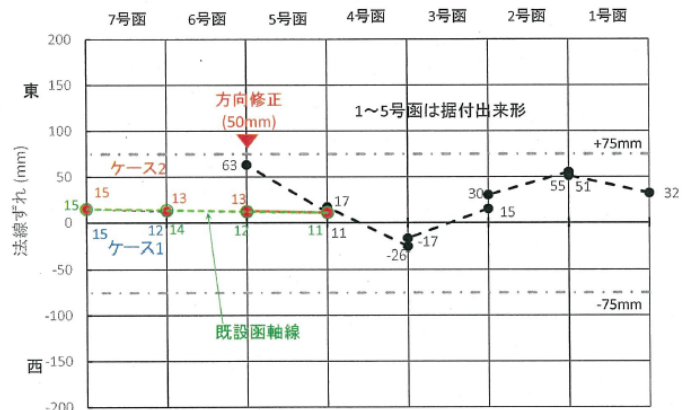 7号函 6号函 5号函 4号函 3号函 2号函 1号函
200
150
100
50
0
-50
-100
-150
-200
東
法線ずれ (mm)
西
方向修正
(50mm)
1～5号函は据付出来形
+75mm
-75mm
63
ケース2
15 15 13 13 17 30 55 51 32
15 12 14 12 11 11 15
ケース1
-26 -17
既設函軸線